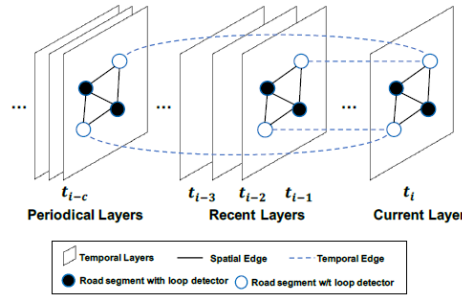 ... ... ...
t_{i-c} t_{i-3} t_{i-2} t_{i-1} t_i
Periodical Layers Recent Layers Current Layer
Temporal Layers Spatial Edge Temporal Edge
Road segment with loop detector Road segment w/t loop detector